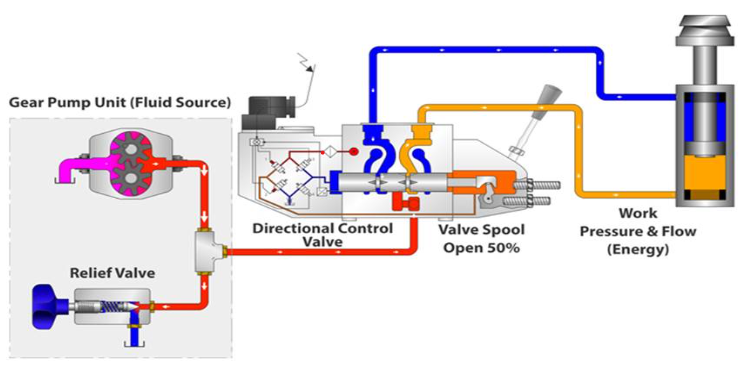 Gear Pump Unit (Fluid Source)
Directional Control
Valve
Valve Spool
Open 50%
Work
Pressure & Flow
(Energy)
Relief Valve